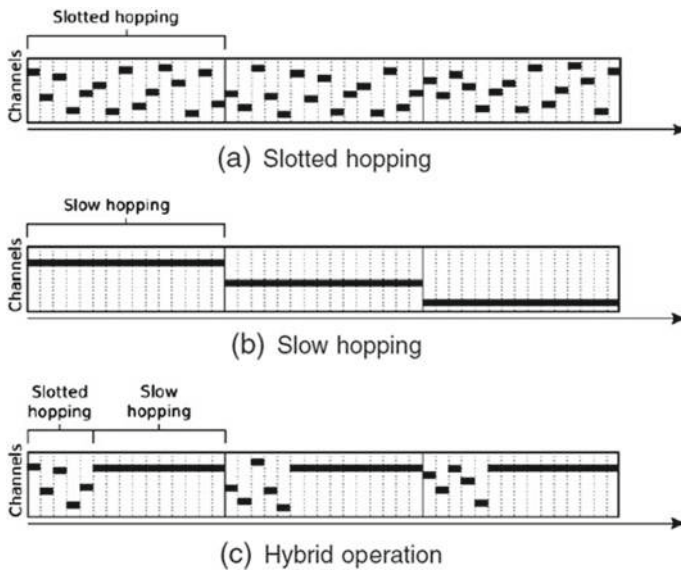 Slotted hopping
Channels
(a) Slotted hopping
Slow hopping
Channels
(b) Slow hopping
Slotted hopping
Slow hopping
Channels
(c) Hybrid operation